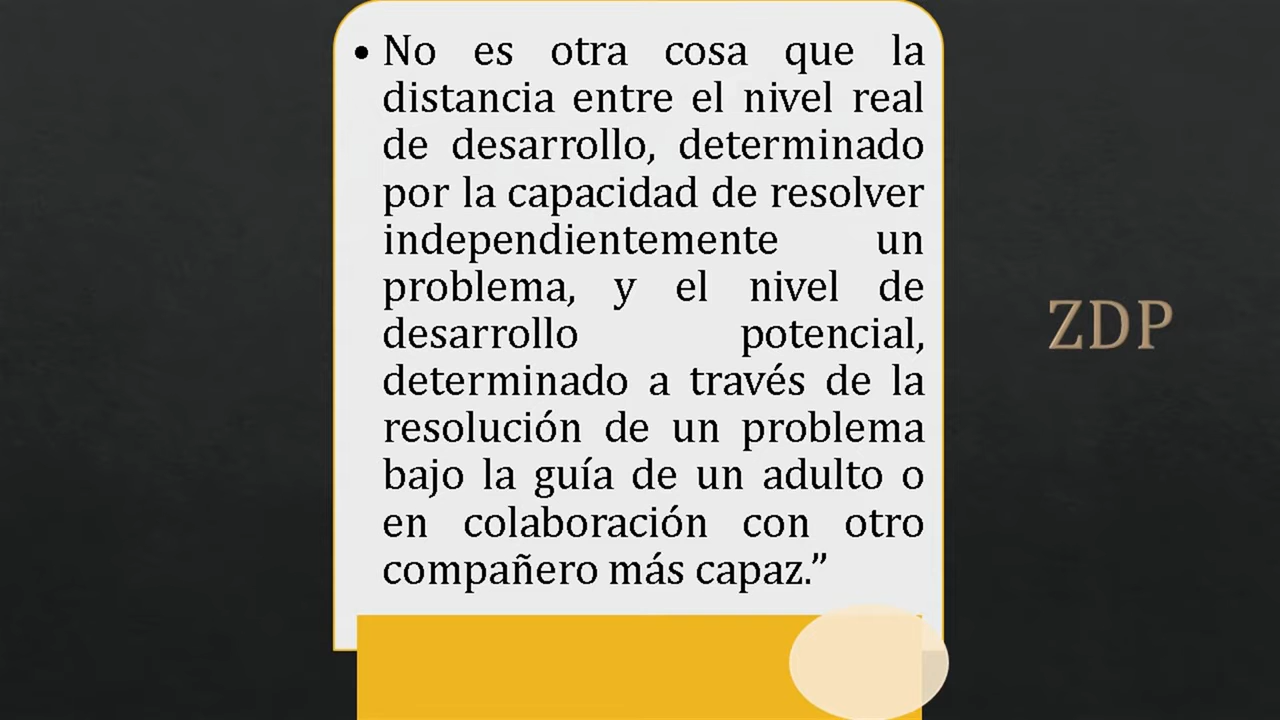 • No es otra cosa que la
distancia entre el nivel real
de desarrollo, determinado
por la capacidad de resolver
independientemente un
problema, y el nivel de
desarrollo potencial,
determinado a través de la
resolución de un problema
bajo la guía de un adulto o
en colaboración con otro
compañero más capaz.”
ZDP